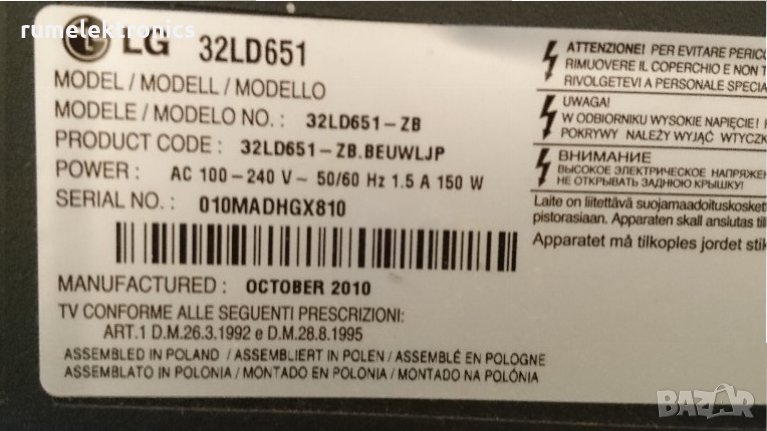 rumelektronics
LG 32LD651
MODEL / MODELL / MODELLO
MODELE / MODELO NO. : 32LD651-ZB
PRODUCT CODE : 32LD651-ZB.BEUWLJP
POWER : AC 100-240 V~ 50/60 Hz 1.5 A 150 W
SERIAL NO. : 010MADHGX810
MANUFACTURED : OCTOBER 2010
TV CONFORME ALLE SEGUENTI PRESCRIZIONI:
ART.1 D.M.26.3.1992 e D.M.28.8.1995
ASSEMBLED IN POLAND / ASSEMBLIERT IN POLEN / ASSEMBLÉ EN POLOGNE
ASSEMBLATO IN POLONIA / MONTADO EN POLONIA / MONTADO NA POLÓNIA
ATTENZIONE! PER EVITARE PERICO
RIMUOVERE IL COPERCHIO E NON T
RIVOLGETEVI A PERSONALE SPECIA
UWAGA!
W ODBIORNIKU WYSOKIE NAPIĘCIE!
POKRYWY NALEŻY WYJĄĆ WTYCZK
ВНИМАНИЕ
ВЫСОКОЕ ЭЛЕКТРИЧЕСКОЕ НАПРЯЖЕН
НЕ ОТКРЫВАТЬ ЗАДНЮЮ КРЫШКУ!
Laite on liitettävä suojamaadoituskosket
pistorasiaan. Apparaten skall anslutas till
Apparatet må tilkoples jordet stik
BAZAR